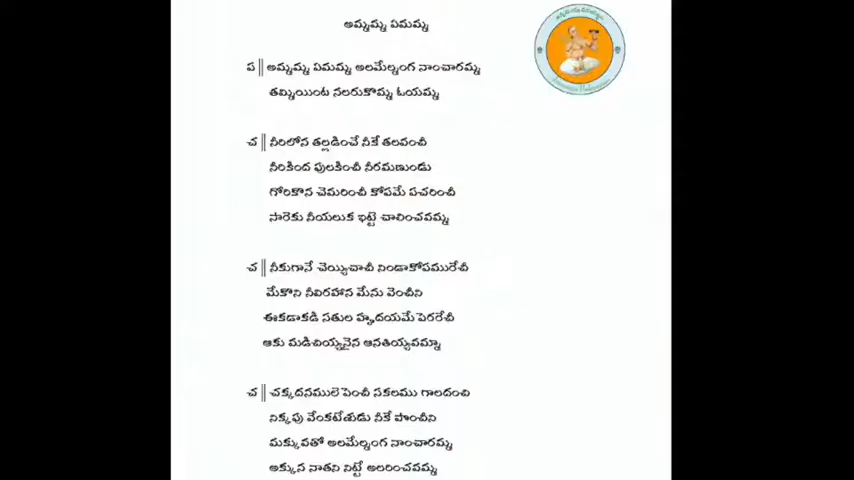 అమ్మమ్మ ఏమమ్మ
ప॥ అమ్మమ్మ ఏమమ్మ అలమేల్మంగ నాంచారమ్మ
తమ్మియింట నలరుకొమ్మ ఓయమ్మ
చ॥ నీరిలోన తల్లడించే నీకే తలవంచీ
నీరికింద పులకించీ నీరమణుండు
గోరికొన చెమరించీ కోపమే పచరించీ
సారెకు నీయలుక ఇట్టె చాలించవమ్మ
చ॥ నీకుగానే చెయ్యిచాచీ నిండాకోపమురేచీ
మేకొని నీవిరహాన మేను వెంచీని
ఈకడాకడి సతుల హృదయమే పెరరేచీ
ఆకు మడిచియ్యనైన ఆనతియ్యవమ్మా
చ॥ చక్కదనములె పెంచీ సకలము గాలదంచి
నిక్కపు వేంకటేశుడు నీకే పొంచీని
మక్కువతో అలమేల్మంగ నాంచారమ్మ
అక్కున నాతని నిట్టే అలరించవమ్మ